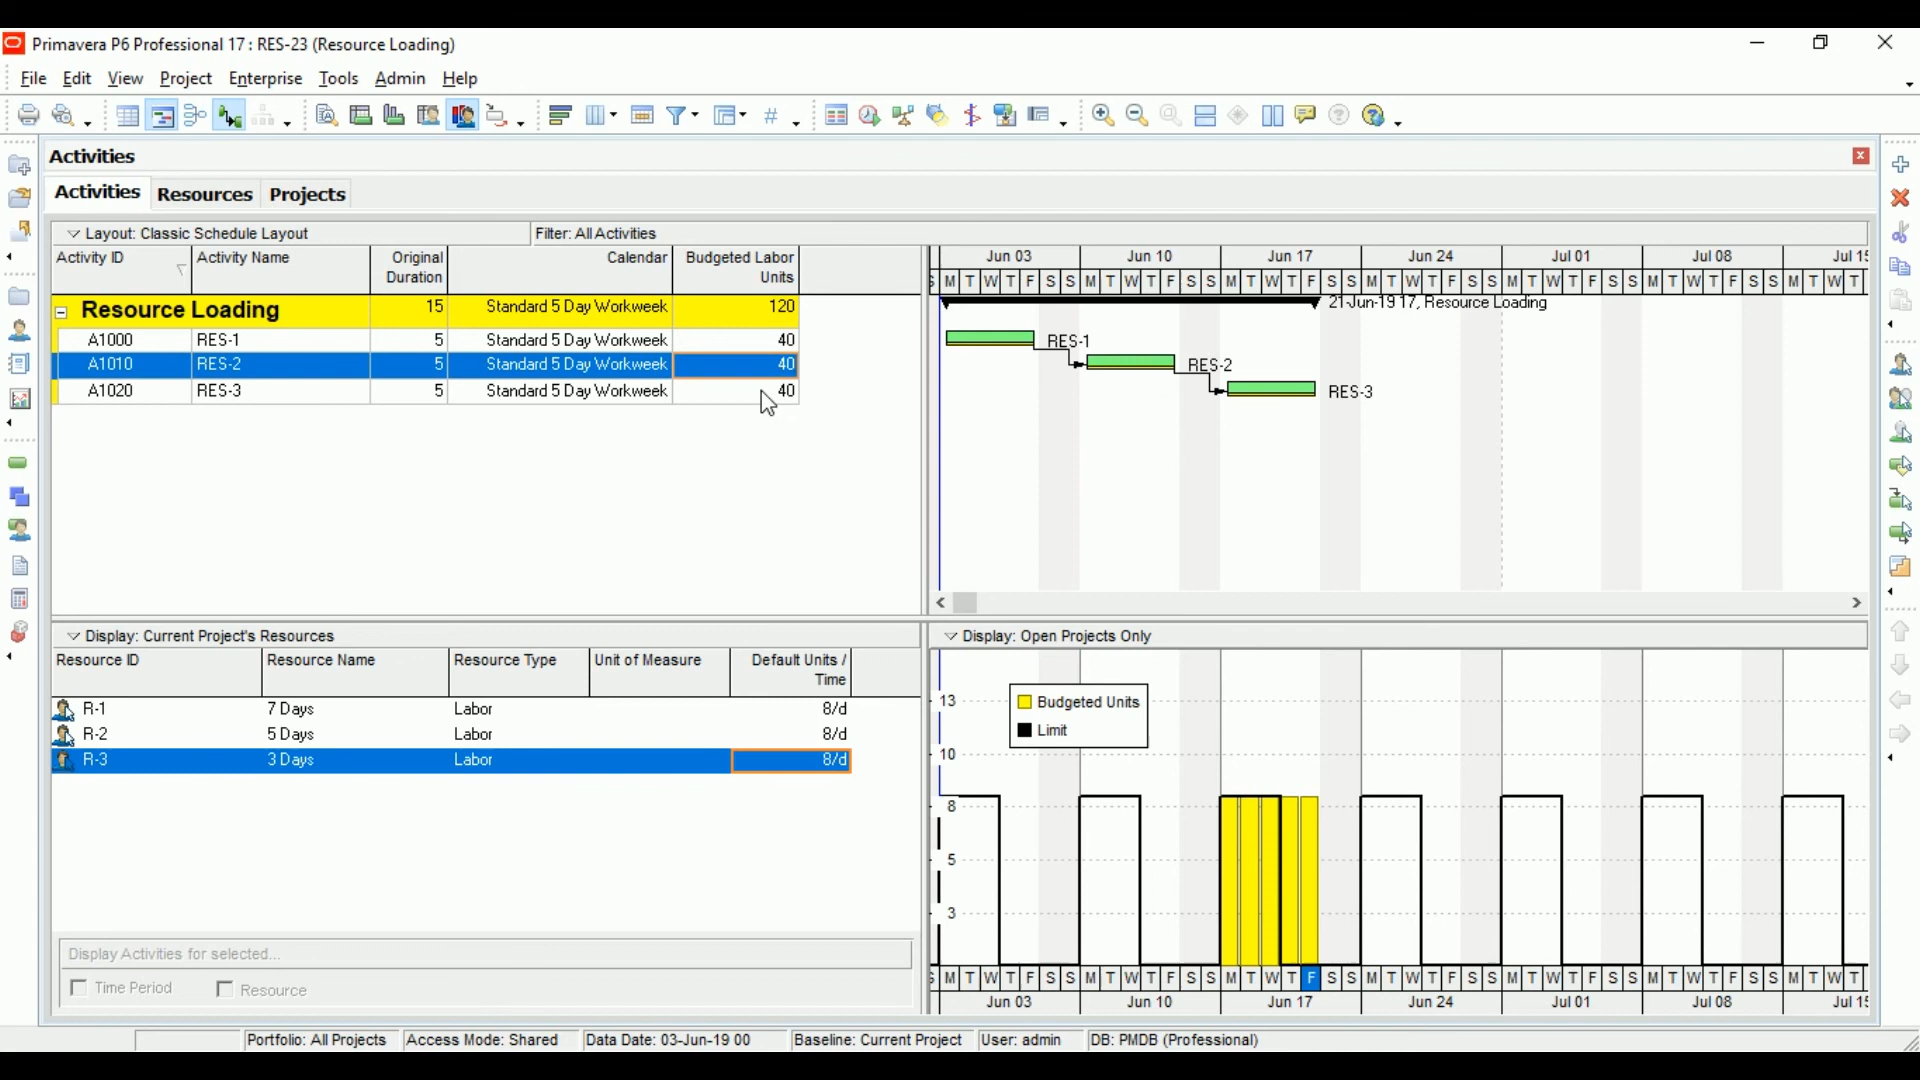 Primavera P6 Professional 17 : RES-23 (Resource Loading)
File Edit View Project Enterprise Tools Admin Help
Activities
Activities Resources Projects
Layout: Classic Schedule Layout Filter: All Activities
Activity ID Activity Name Original Duration Calendar Budgeted Labor Units
Resource Loading 15 Standard 5 Day Workweek 120
A1000 RES-1 5 Standard 5 Day Workweek 40
A1010 RES-2 5 Standard 5 Day Workweek 40
A1020 RES-3 5 Standard 5 Day Workweek 40
Jun 03 Jun 10 Jun 17 Jun 24 Jul 01 Jul 08 Jul 15
S M T W T F S S M T W T F S S M T W T F S S M T W T F S S M T W T F S S M T W T F S S M T W T
21-Jun-19 17, Resource Loading
RES-1
RES-2
RES-3
Display: Current Project's Resources
Resource ID Resource Name Resource Type Unit of Measure Default Units / Time
R-1 7 Days Labor 8/d
R-2 5 Days Labor 8/d
R-3 3 Days Labor 8/d
Display Activities for selected...
Time Period Resource
Display: Open Projects Only
Budgeted Units
Limit
13
10
8
5
3
S M T W T F S S M T W T F S S M T W T F S S M T W T F S S M T W T F S S M T W T F S S M T W T
Jun 03 Jun 10 Jun 17 Jun 24 Jul 01 Jul 08 Jul 15
Portfolio: All Projects Access Mode: Shared Data Date: 03-Jun-19 00 Baseline: Current Project User: admin DB: PMDB (Professional)